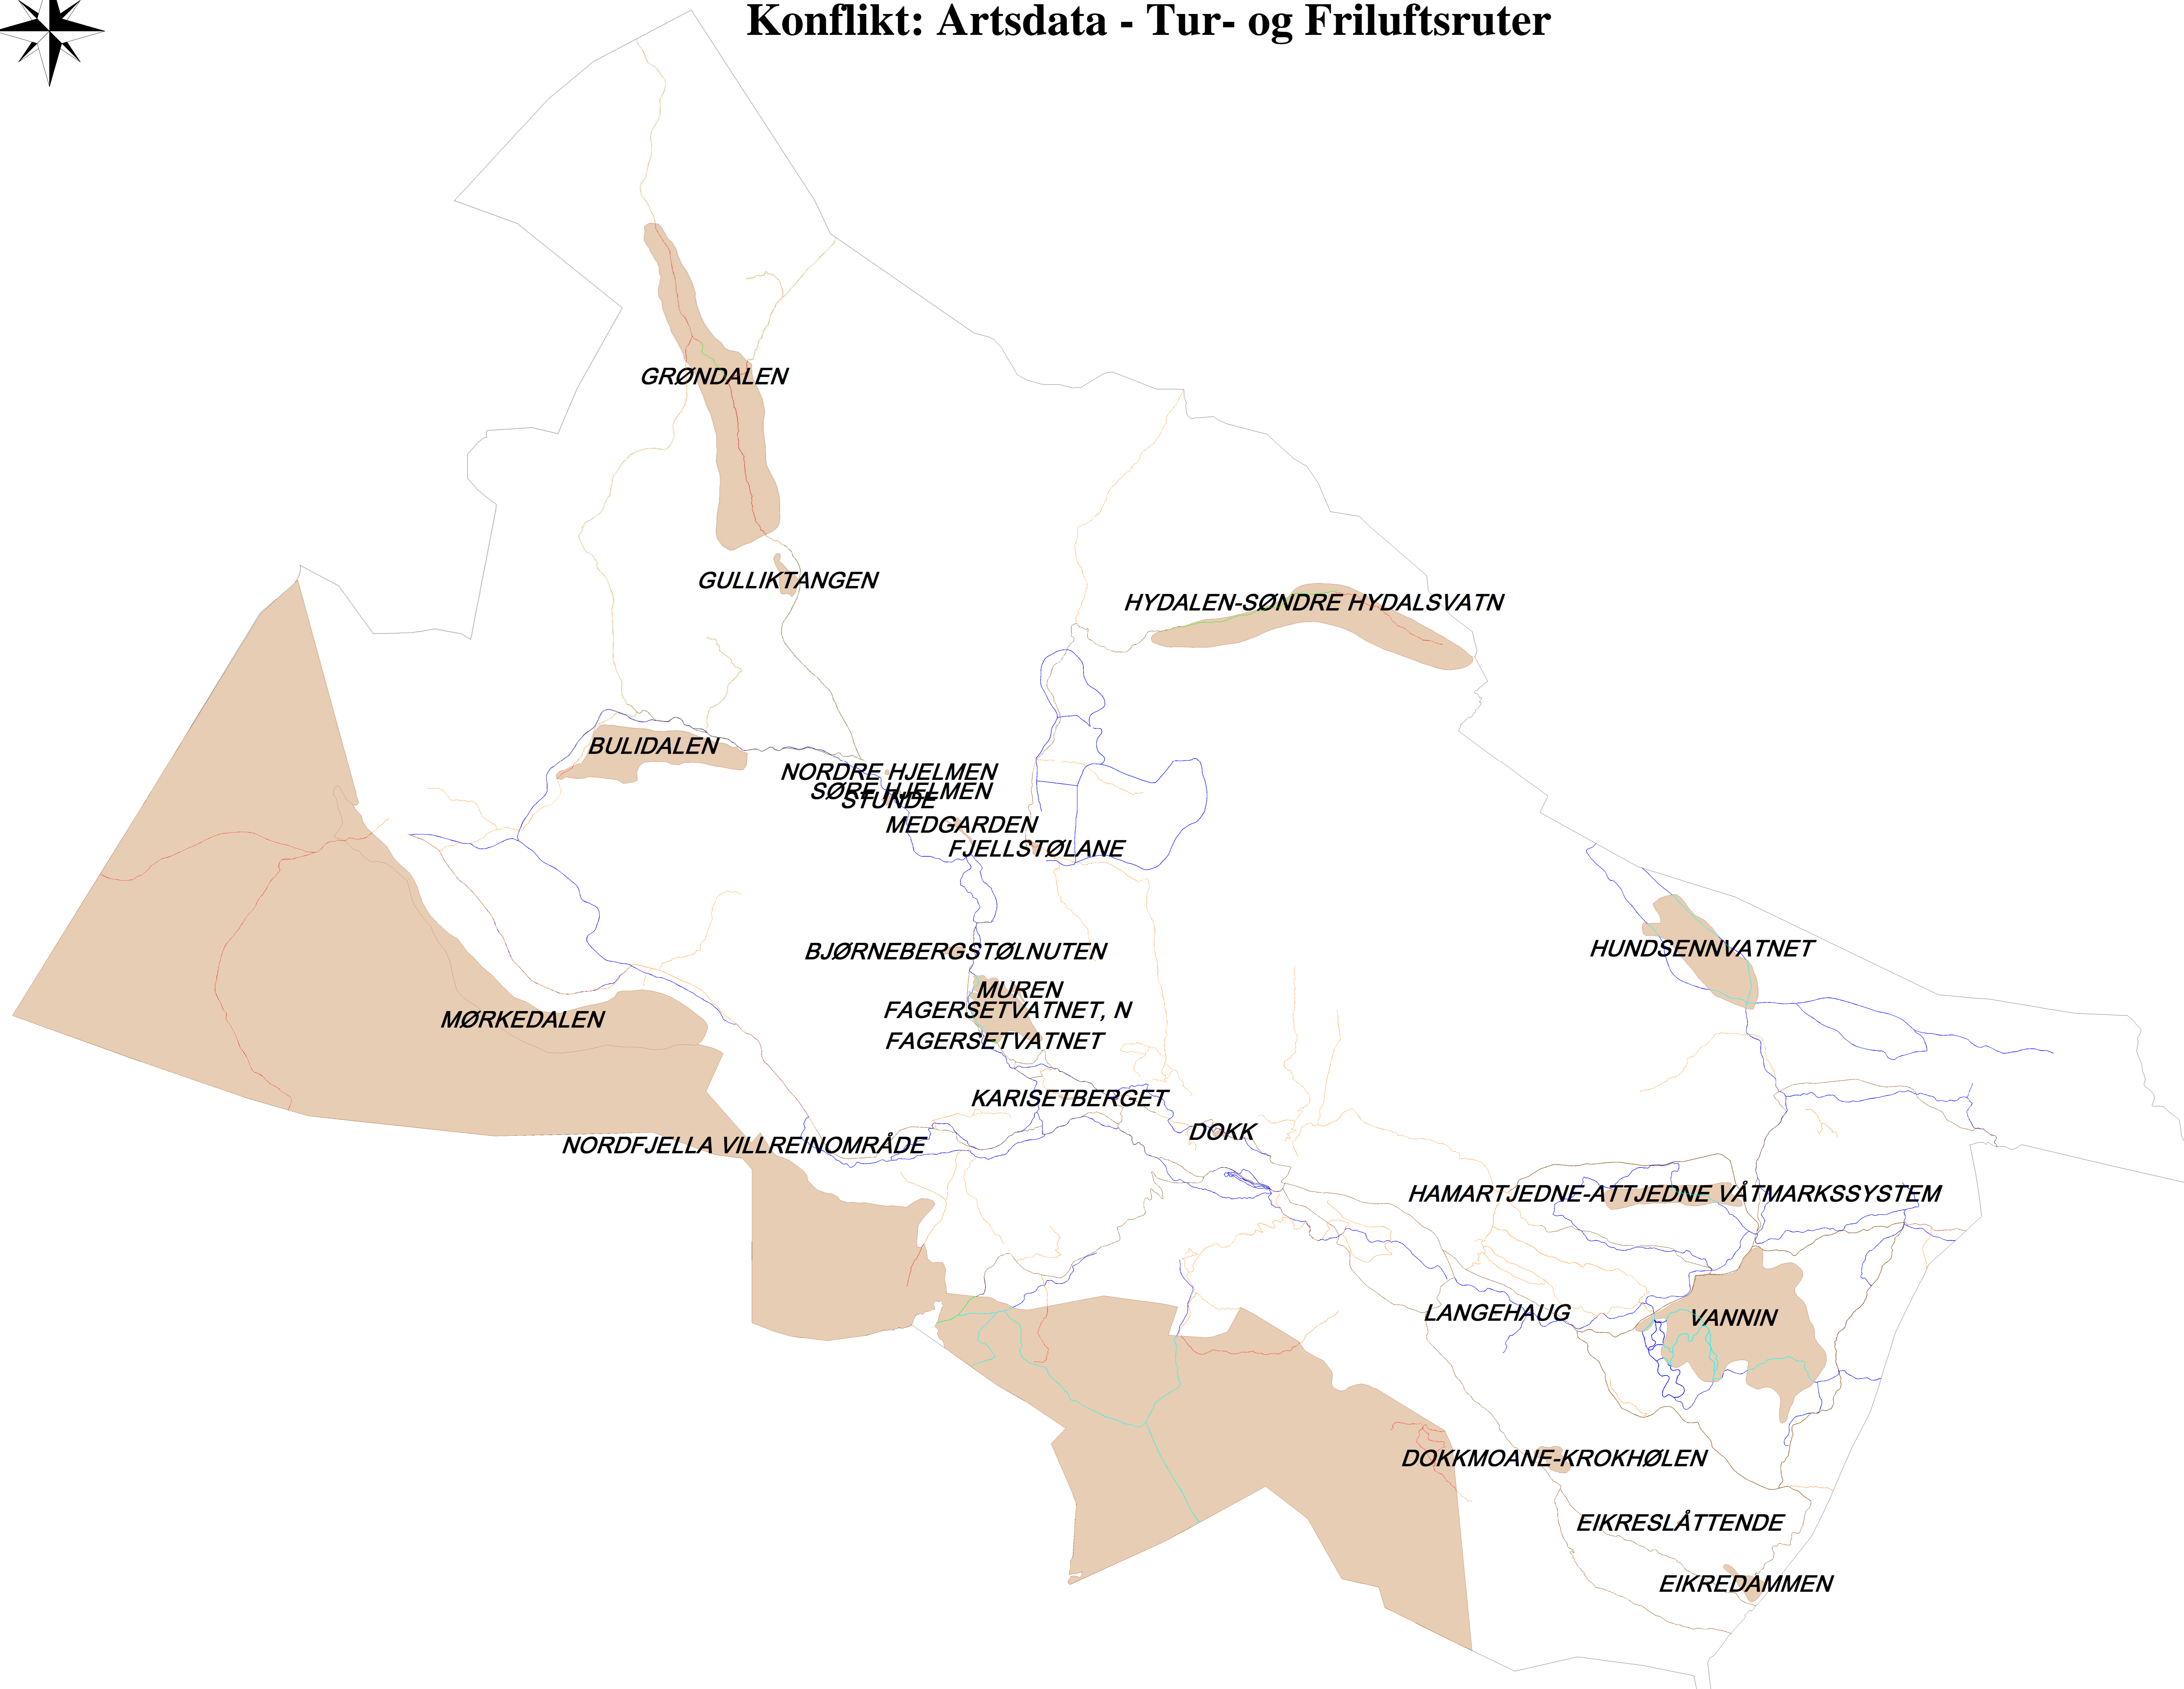 Konflikt: Artsdata - Tur- og Friluftsruter
GRØNDALEN
GULLIKTANGEN
HYDALEN-SØNDRE HYDALSVATN
BULIDALEN
NORDRE HJELMEN
SØRE HJELMEN
STUNDE
MEDGARDEN
FJELLSTØLANE
BJØRNEBERGSTØLNUTEN
HUNDSENNVATNET
MUREN
FAGERSETVATNET, N
MØRKEDALEN
FAGERSETVATNET
KARISETBERGET
DOKK
NORDFJELLA VILLREINOMRÅDE
HAMARTJEDNE-ATTJEDNE VÅTMARKSSYSTEM
LANGEHAUG
VANNIN
DOKKMOANE-KROKHØLEN
EIKRESLÅTTENDE
EIKREDAMMEN